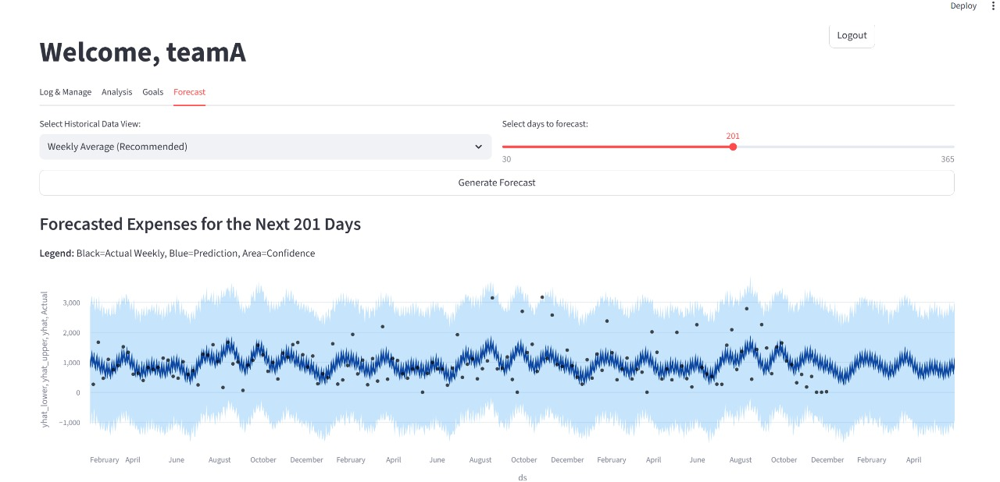 Deploy
Logout
Welcome, teamA
Log & Manage Analysis Goals Forecast
Select Historical Data View:
Select days to forecast:
Weekly Average (Recommended)
201
30 365
Generate Forecast
Forecasted Expenses for the Next 201 Days
Legend: Black=Actual Weekly, Blue=Prediction, Area=Confidence
yhat_lower, yhat_upper, yhat, Actual
3,000
2,000
1,000
0
−1,000
February April June August October December February April June August October December February April June August October December February April
ds